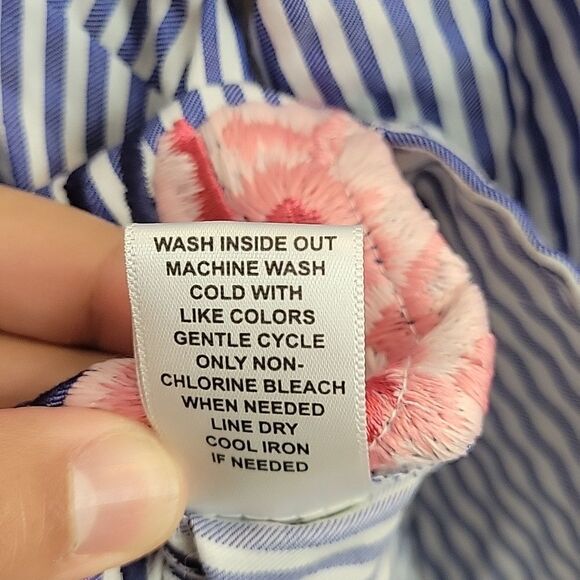 WASH INSIDE OUT
MACHINE WASH
COLD WITH
LIKE COLORS
GENTLE CYCLE
ONLY NON-
CHLORINE BLEACH
WHEN NEEDED
LINE DRY
COOL IRON
IF NEEDED